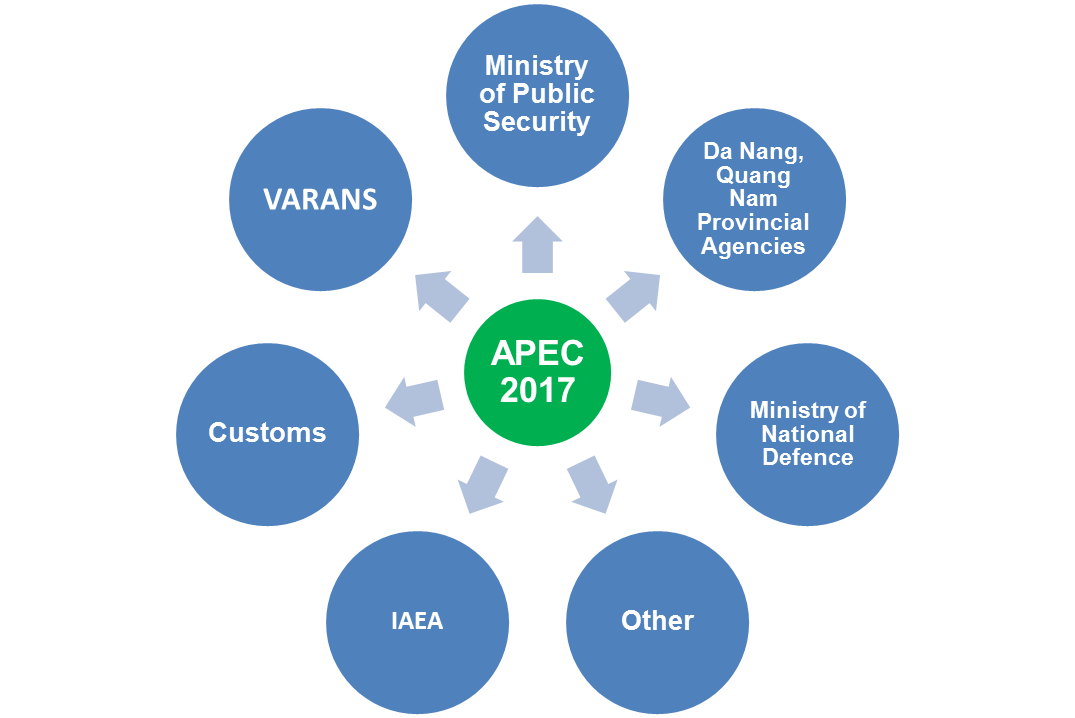 Ministry
of Public
Security
Da Nang,
Quang
Nam
Provincial
Agencies
VARANS
APEC
2017
Ministry of
National
Defence
Customs
Other
IAEA